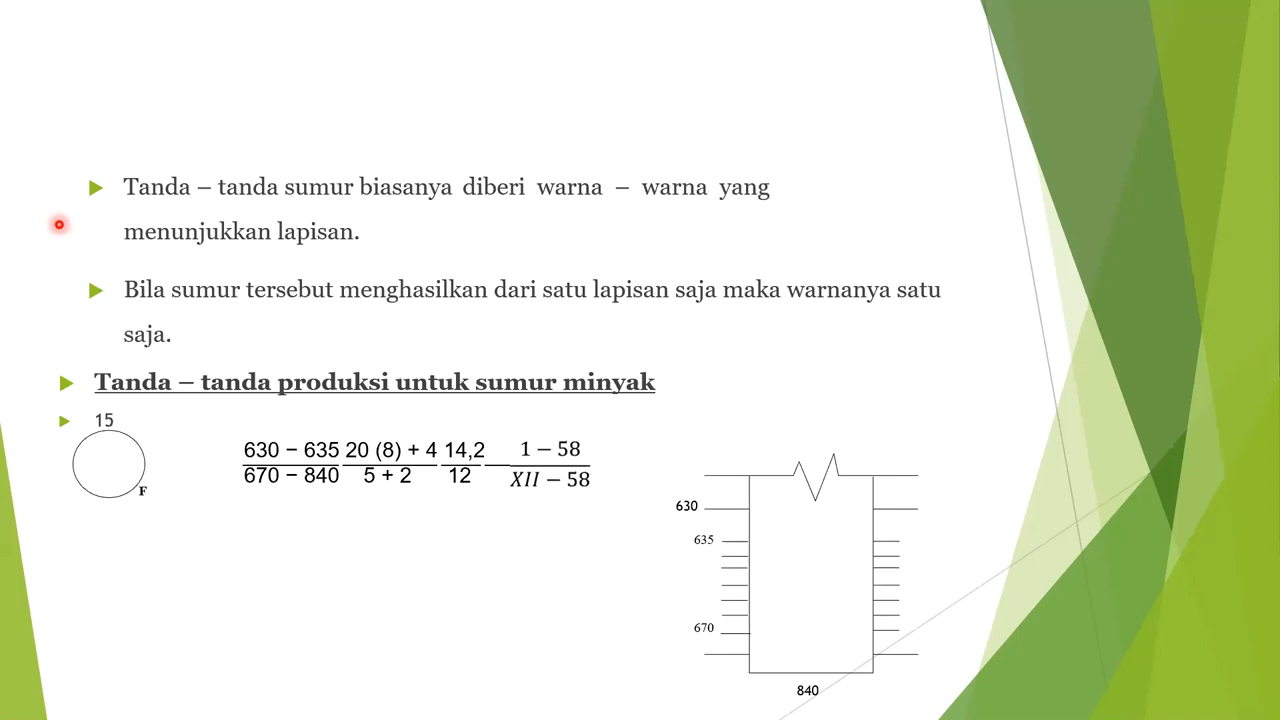 Tanda – tanda sumur biasanya diberi warna – warna yang
menunjukkan lapisan.
Bila sumur tersebut menghasilkan dari satu lapisan saja maka warnanya satu
saja.
Tanda – tanda produksi untuk sumur minyak
15
F
630 – 635 20 (8) + 4 14,2 1 – 58
670 – 840 5 + 2 12 XII – 58
630
635
670
840